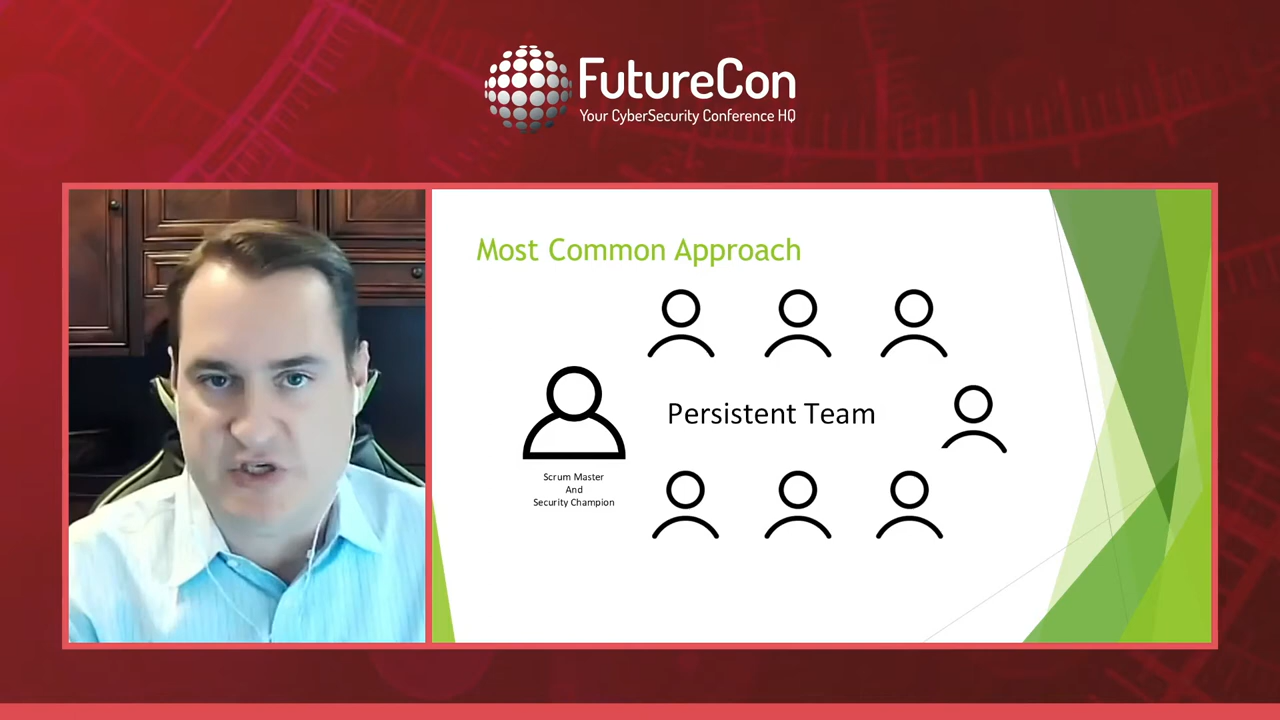 FutureCon
Your CyberSecurity Conference HQ
Most Common Approach
Persistent Team
Scrum Master
And
Security Champion